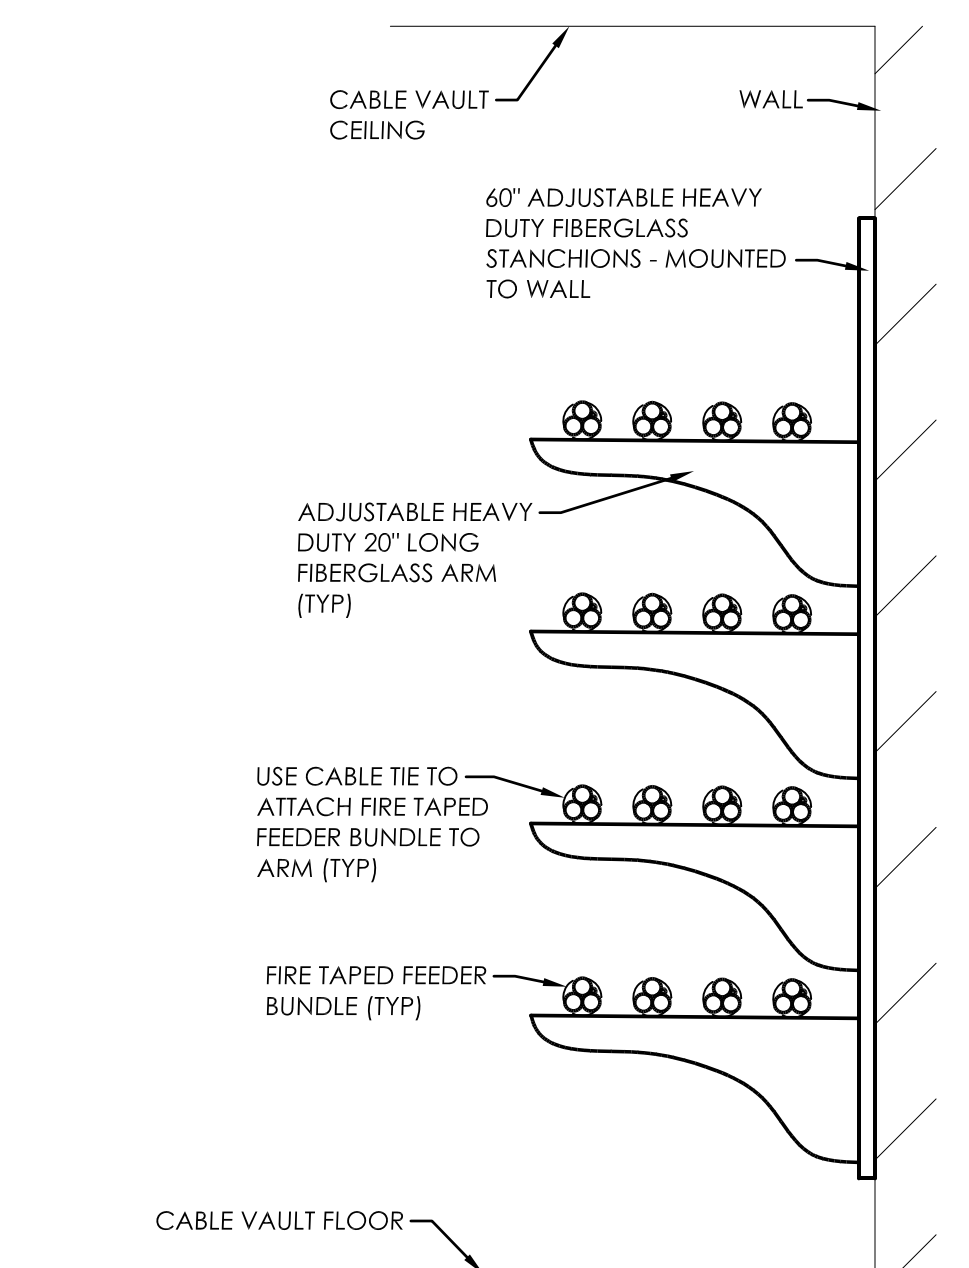 CABLE VAULT
CEILING
WALL
60" ADJUSTABLE HEAVY
DUTY FIBERGLASS
STANCHIONS - MOUNTED
TO WALL
ADJUSTABLE HEAVY
DUTY 20" LONG
FIBERGLASS ARM
(TYP)
USE CABLE TIE TO
ATTACH FIRE TAPED
FEEDER BUNDLE TO
ARM (TYP)
FIRE TAPED FEEDER
BUNDLE (TYP)
CABLE VAULT FLOOR